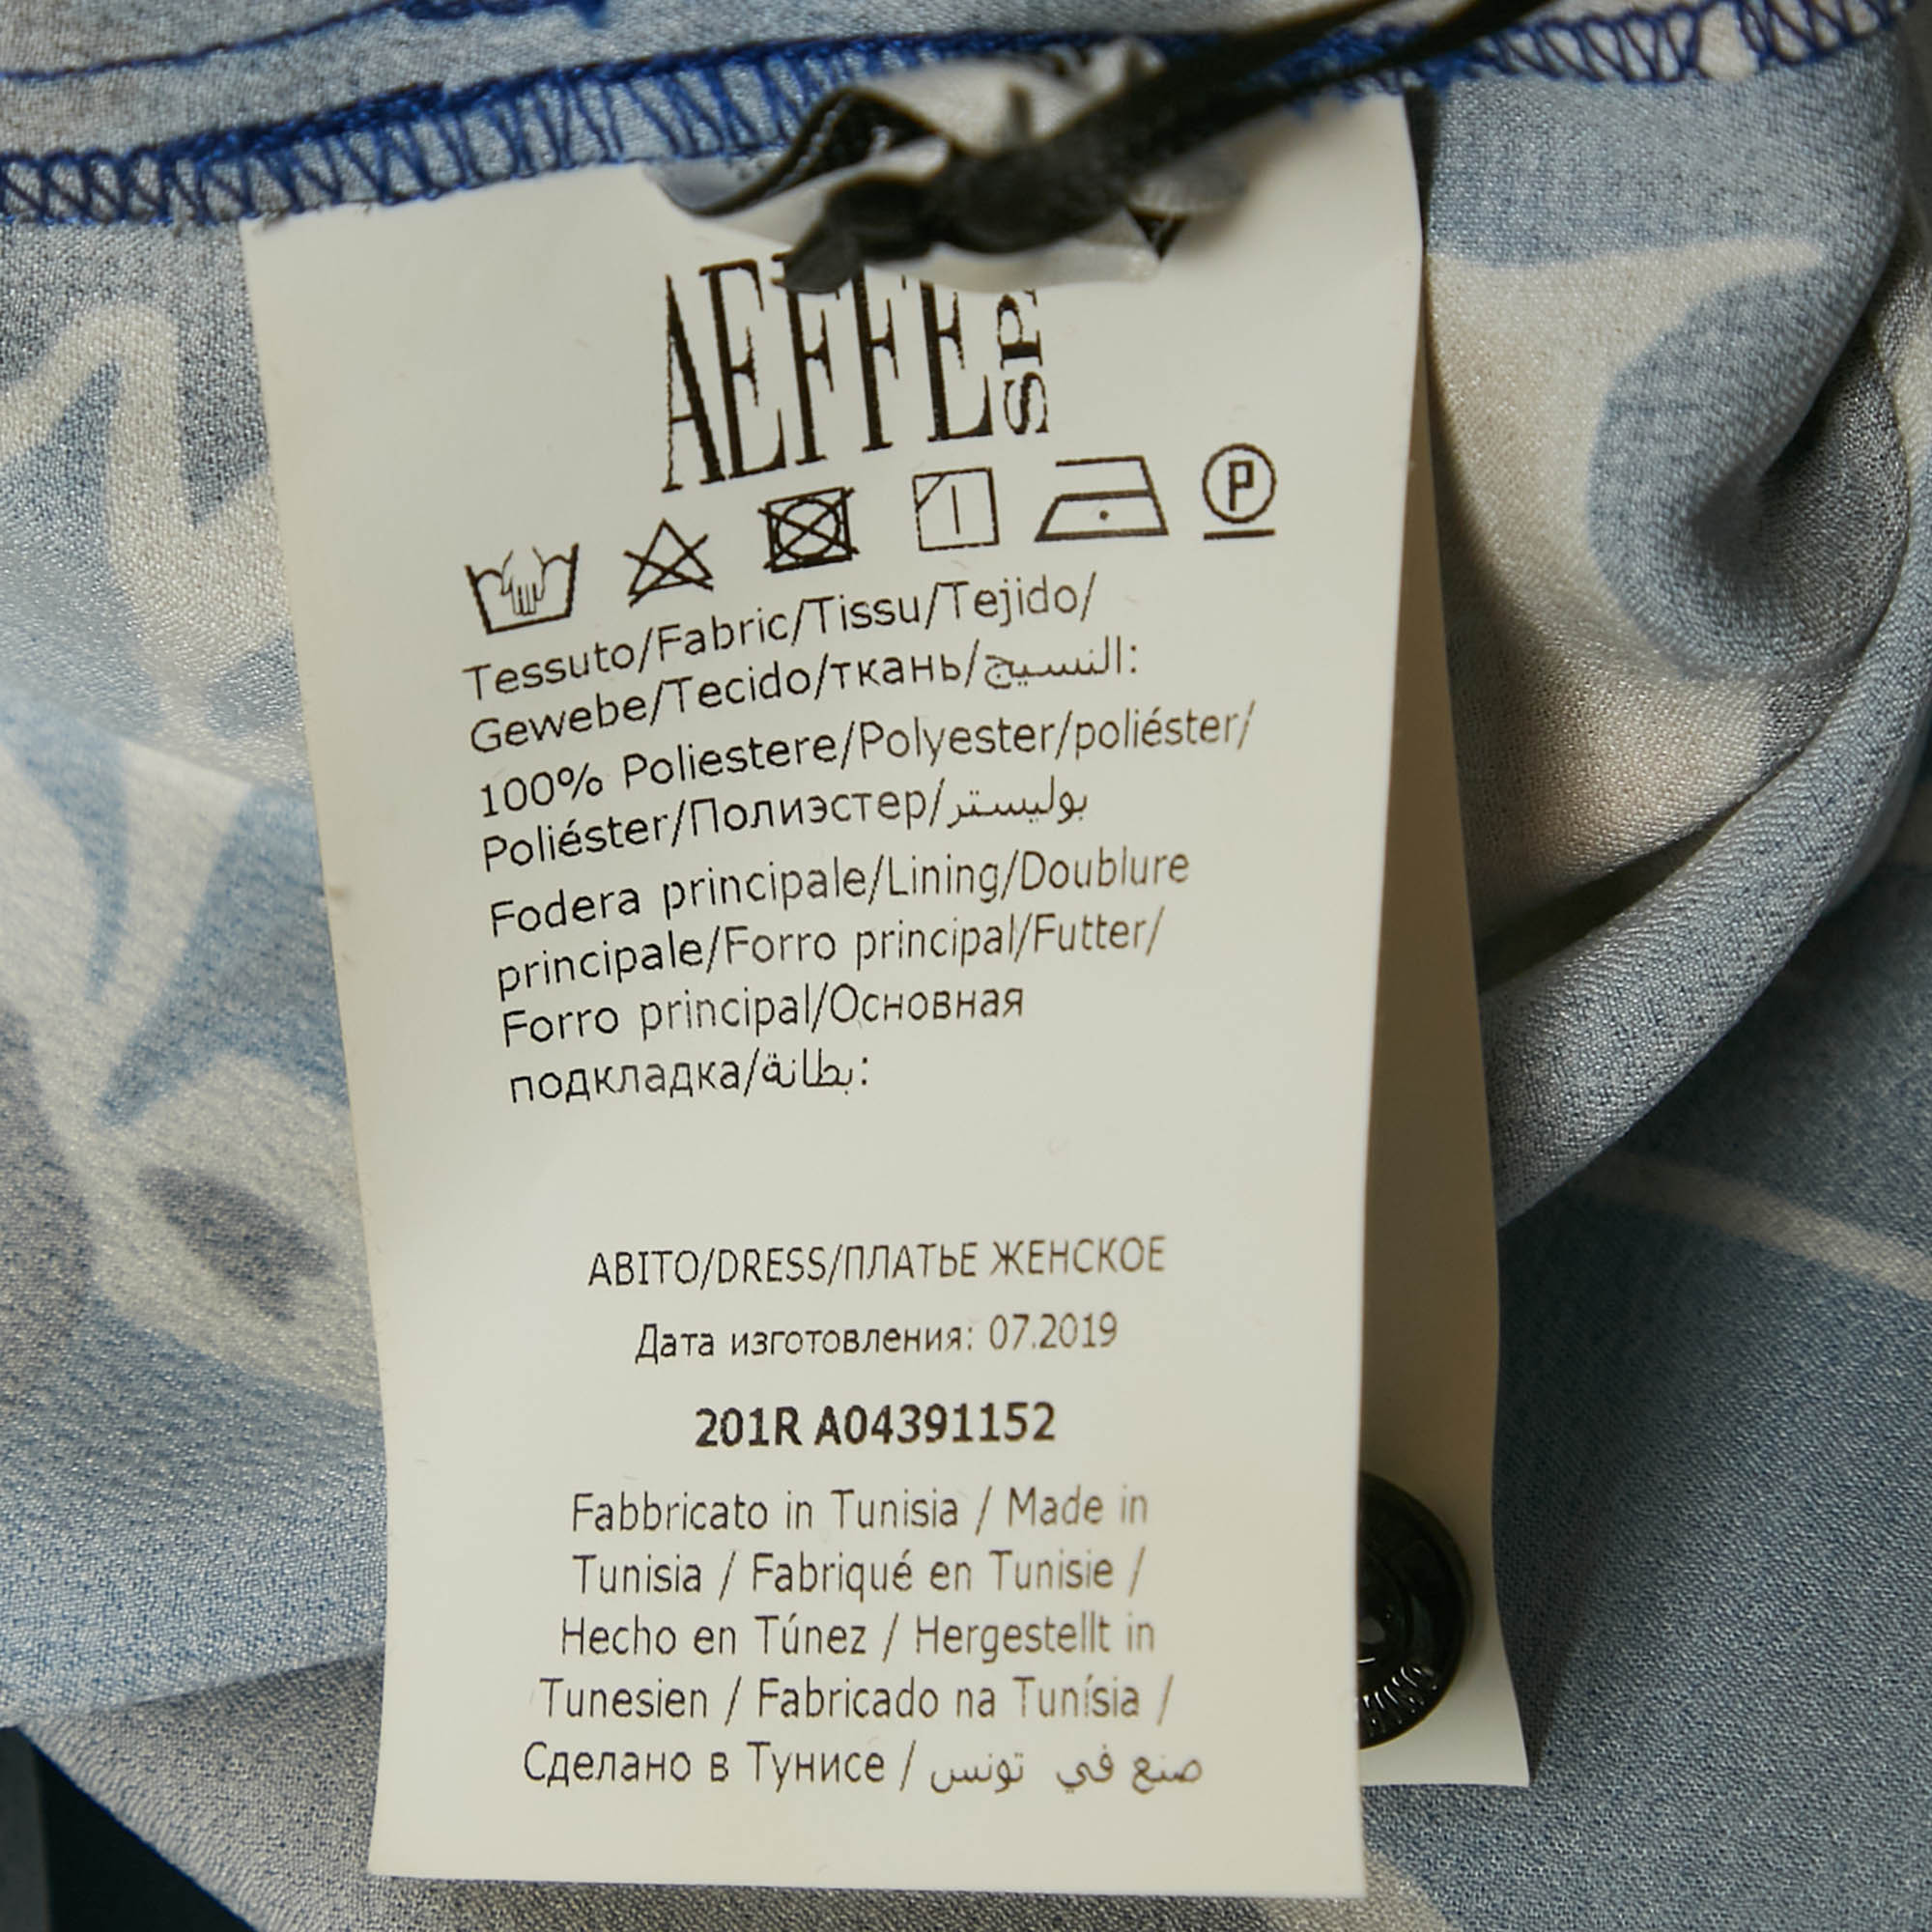 AEFFE
SP
P
Tessuto/Fabric/Tissu/Tejido/
Gewebe/Tecido/ткань/النسيج:
100% Poliestere/Polyester/poliéster/
Poliéster/Полиэстер/بوليستر
Fodera principale/Lining/Doublure
principale/Forro principal/Futter/
Forro principal/Основная
подкладка/بطانة:
ABITO/DRESS/ПЛАТЬЕ ЖЕНСКОЕ
Дата изготовления: 07.2019
201R A04391152
Fabbricato in Tunisia / Made in
Tunisia / Fabriqué en Tunisie /
Hecho en Túnez / Hergestellt in
Tunesien / Fabricado na Tunísia /
Сделано в Тунисе / صنع في تونس